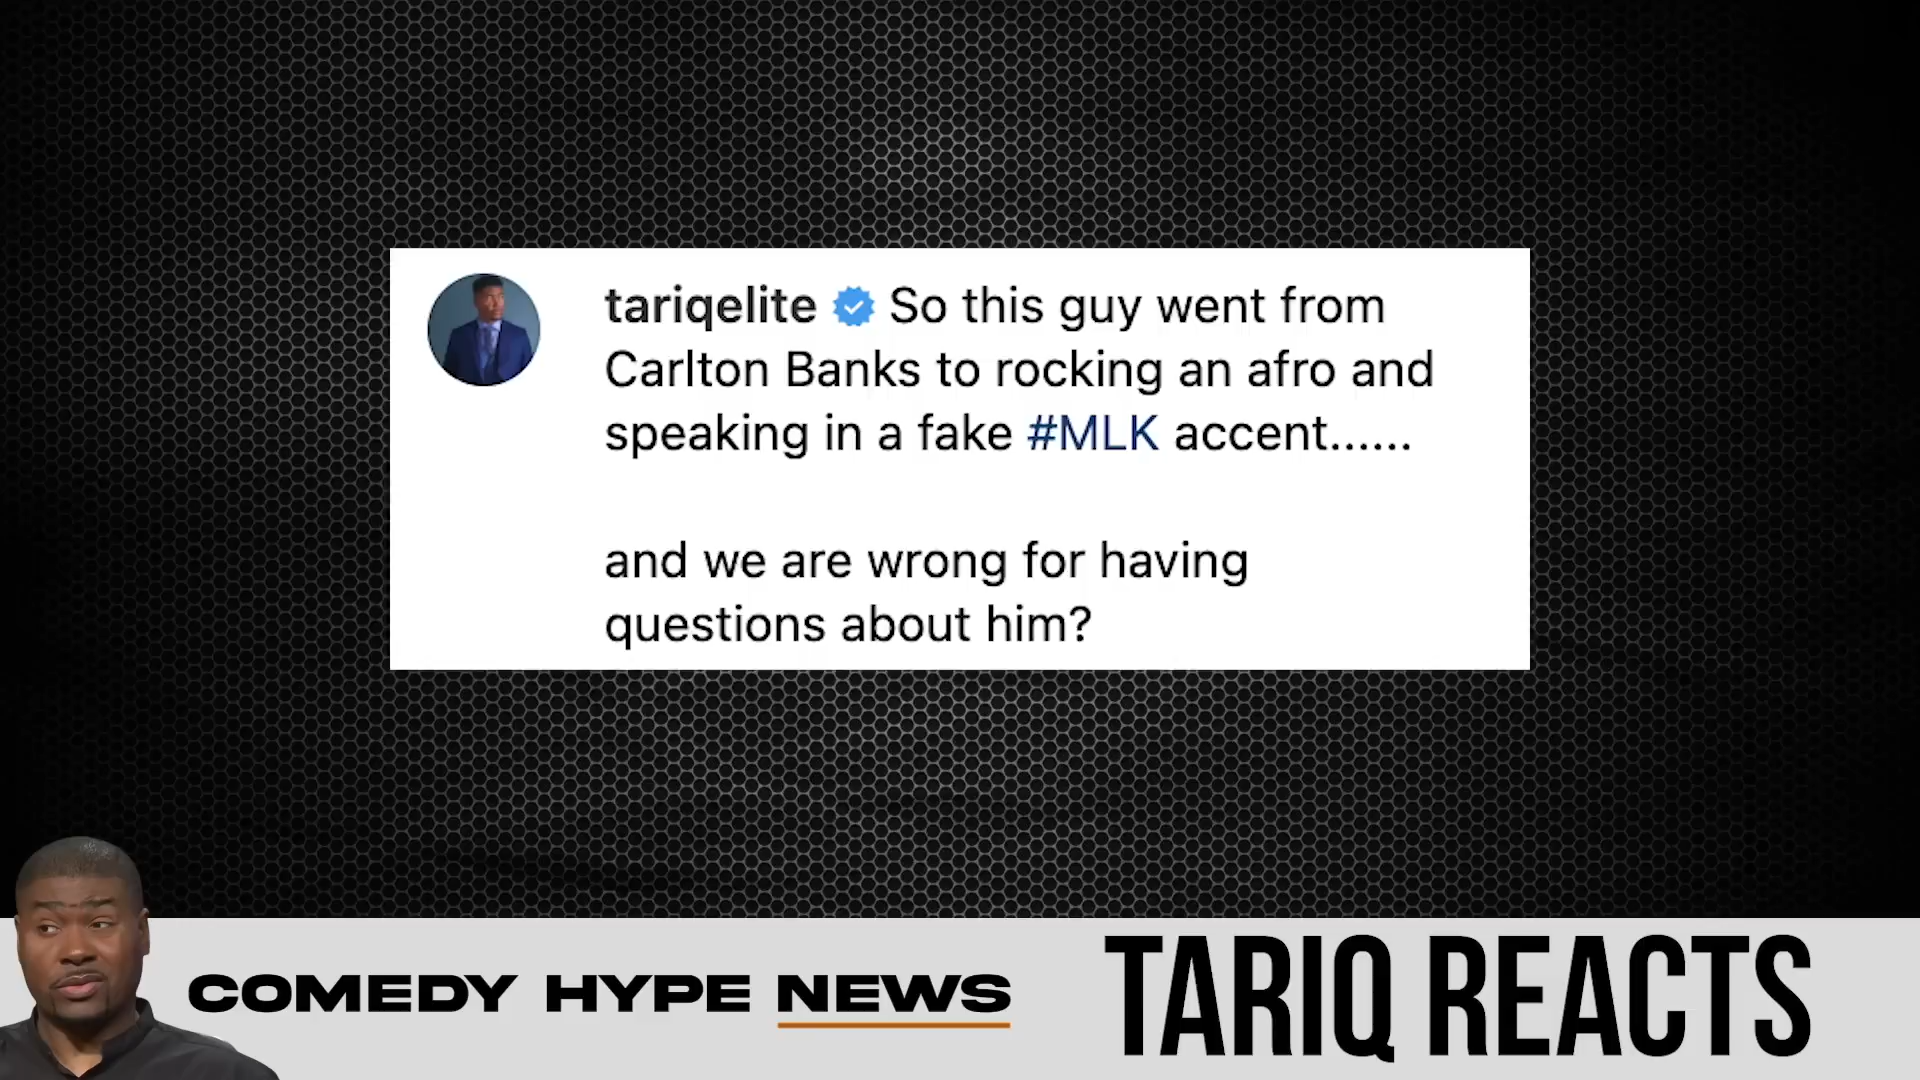 tariqelite So this guy went from
Carlton Banks to rocking an afro and
speaking in a fake #MLK accent......
and we are wrong for having
questions about him?
COMEDY HYPE NEWS
TARIQ REACTS